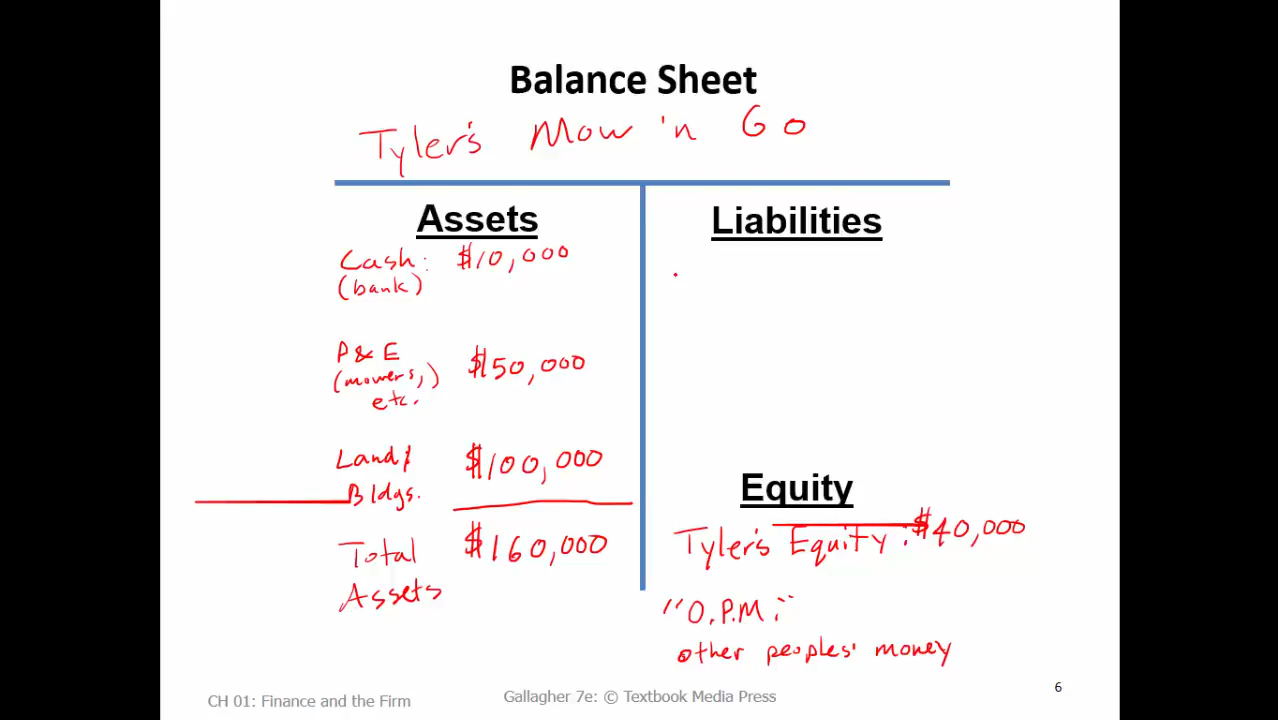 Balance Sheet
Tyler's Mow 'n GO
Assets
Cash: $10,000
(bank)
P & E $50,000
(mowers,)
etc.
Land & $100,000
Bldgs.
Total $160,000
Assets
Liabilities
Equity
Tyler's Equity: $40,000
"O.P.M."
other peoples' money
CH 01: Finance and the Firm
Gallagher 7e: © Textbook Media Press
6